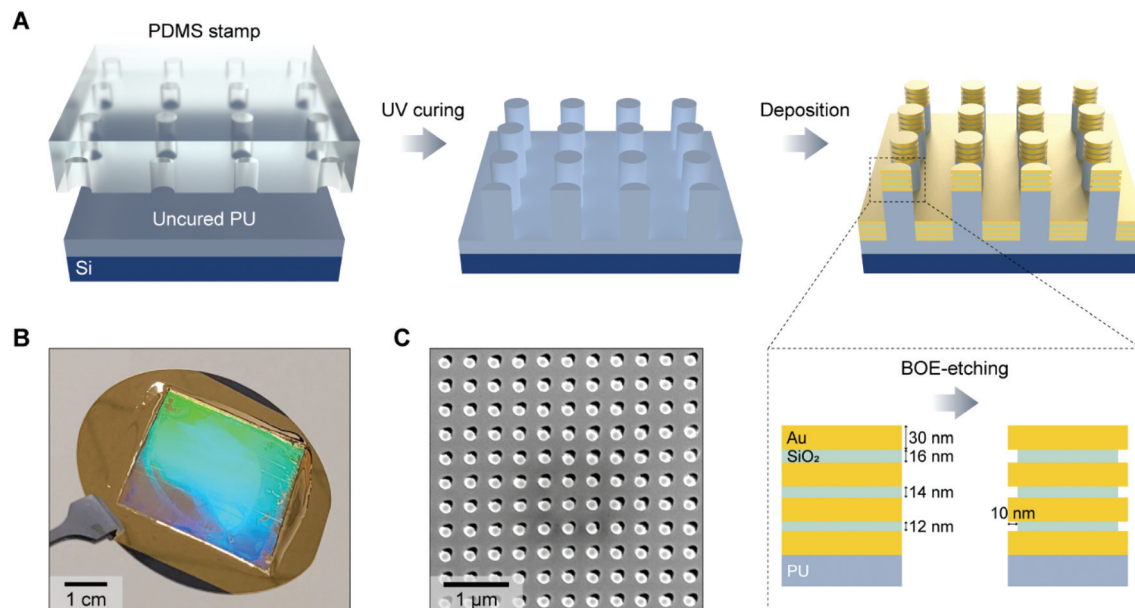 A
PDMS stamp
UV curing
Deposition
Uncured PU
Si
B
C
1 cm
1 µm
BOE-etching
Au
30 nm
SiO₂
16 nm
14 nm
10 nm
12 nm
PU